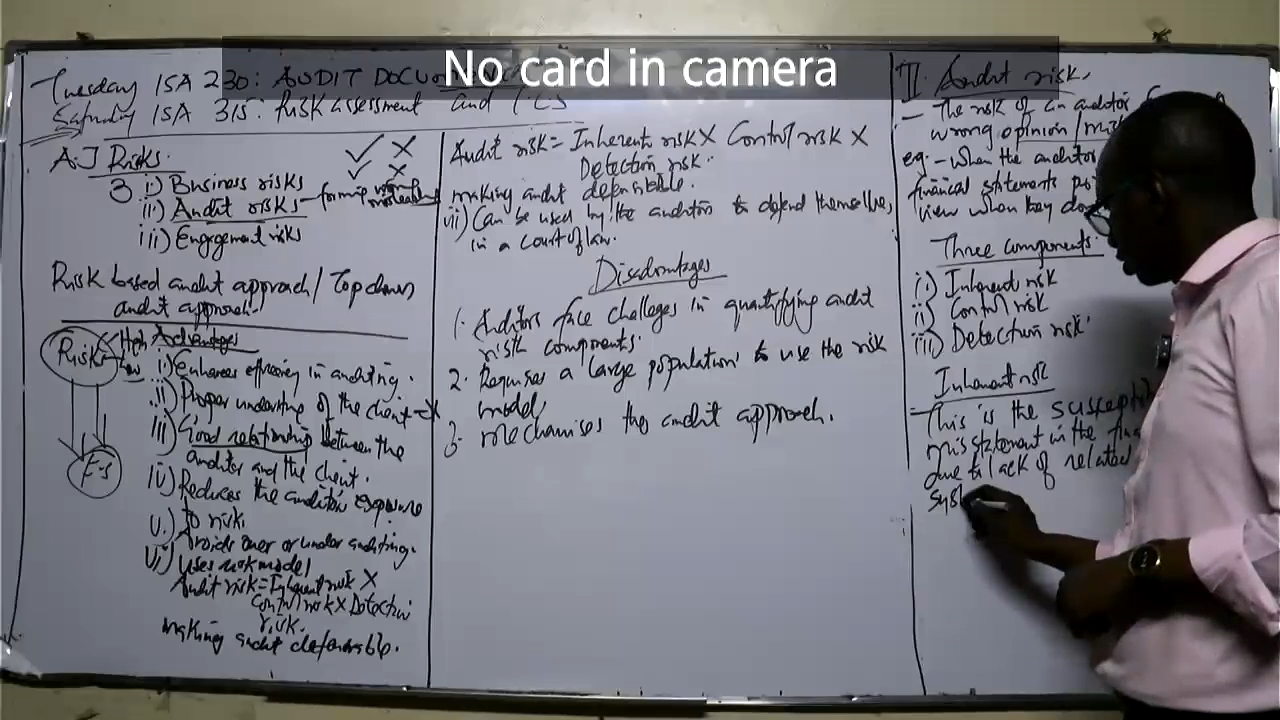 No card in camera
Tuesday ISA 230: AUDIT
Saturday ISA 315: Risk Assessment and
A.] Risks.
3 i) Business risks
ii) Audit risks
iii) Engagement risks
Risk based audit approach/ Top down
audit approach.
Risks High
Low
F.S
Advantages
i) Enhances efficiency in auditing.
ii) Proper of the client
iii) Good relationship between the
auditor and the client.
iv) Reduces the auditors exposure
to risk.
v.) Avoids over or under auditing.
vi) Uses risk model
Audit risk = Inherent risk X
Control risk X Detection
risk.
making audit defensible.
Audit risk = Inherent risk X Control risk X
Detection risk.
making audit defensible.
vii) Can be used by the auditor to defend themselves,
in a court of law.
Disadvantages
1. Auditors face challeges in quantifying audit
risk components.
2. Requires a large population to use the risk
model
3. Mechanises the audit approach.
II. Audit risk.
- The risk of an auditor
wrong opinion/
eg. - when the auditor
financial statements
view when they
Three components.
i) Inherent risk
ii) Control risk
iii) Detection risk.
Inherent risk
- This is the
misstatement in the
due to lack of related